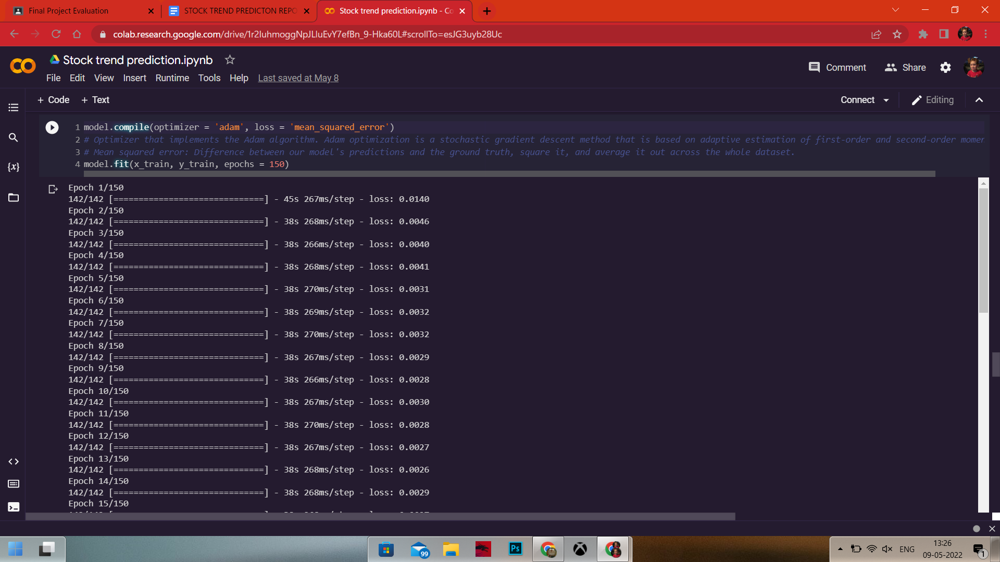 Final Project Evaluation
STOCK TREND PREDICTON REPO
Stock trend prediction.ipynb - Co
colab.research.google.com/drive/1r2IuhmoggNpJLluEvY7efBn_9-Hka60L#scrollTo=esJG3uyb28Uc
Stock trend prediction.ipynb
Comment
Share
File Edit View Insert Runtime Tools Help Last saved at May 8
+ Code + Text
Connect
Editing
1 model.compile(optimizer = 'adam', loss = 'mean_squared_error')
2 # Optimizer that implements the Adam algorithm. Adam optimization is a stochastic gradient descent method that is based on adaptive estimation of first-order and second-order momen
3 # Mean squared error: Difference between our model's predictions and the ground truth, square it, and average it out across the whole dataset.
4 model.fit(x_train, y_train, epochs = 150)
{x}
Epoch 1/150
142/142 [==============================] - 45s 267ms/step - loss: 0.0140
Epoch 2/150
142/142 [==============================] - 38s 268ms/step - loss: 0.0046
Epoch 3/150
142/142 [==============================] - 38s 266ms/step - loss: 0.0040
Epoch 4/150
142/142 [==============================] - 38s 268ms/step - loss: 0.0041
Epoch 5/150
142/142 [==============================] - 38s 270ms/step - loss: 0.0031
Epoch 6/150
142/142 [==============================] - 38s 269ms/step - loss: 0.0032
Epoch 7/150
142/142 [==============================] - 38s 270ms/step - loss: 0.0032
Epoch 8/150
142/142 [==============================] - 38s 267ms/step - loss: 0.0029
Epoch 9/150
142/142 [==============================] - 38s 266ms/step - loss: 0.0028
Epoch 10/150
142/142 [==============================] - 38s 267ms/step - loss: 0.0030
Epoch 11/150
142/142 [==============================] - 38s 270ms/step - loss: 0.0028
Epoch 12/150
142/142 [==============================] - 38s 267ms/step - loss: 0.0027
Epoch 13/150
142/142 [==============================] - 38s 268ms/step - loss: 0.0026
Epoch 14/150
142/142 [==============================] - 38s 268ms/step - loss: 0.0029
Epoch 15/150
99
Ps
ENG
13:26
09-05-2022
1